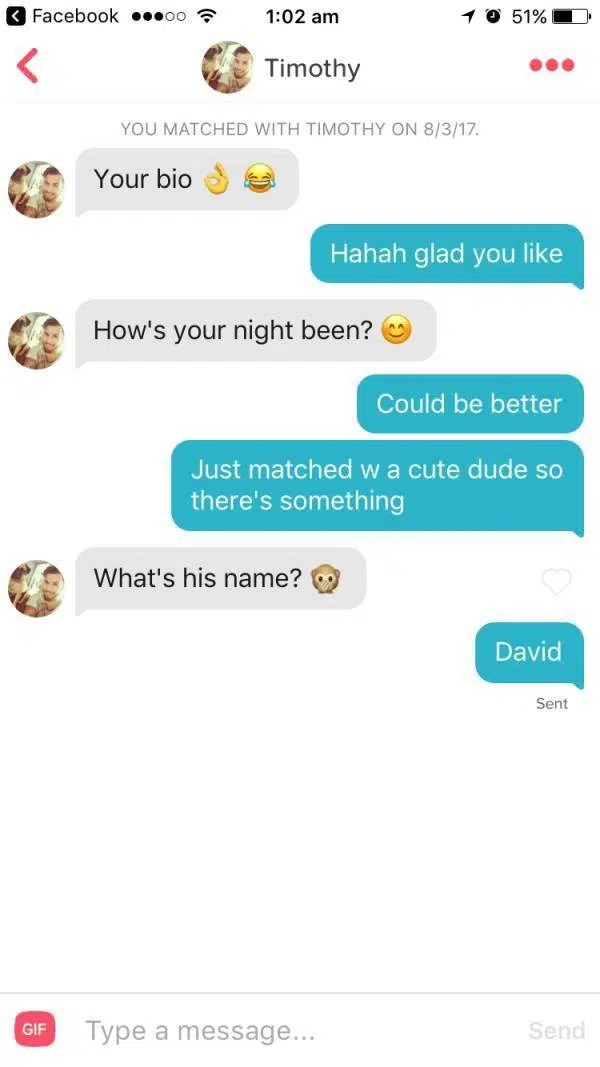 Facebook 1:02 am 51%
Timothy
YOU MATCHED WITH TIMOTHY ON 8/3/17.
Your bio 👌 😂
Hahah glad you like
How's your night been? 😊
Could be better
Just matched w a cute dude so
there's something
What's his name? 🙊
David
Sent
GIF Type a message... Send